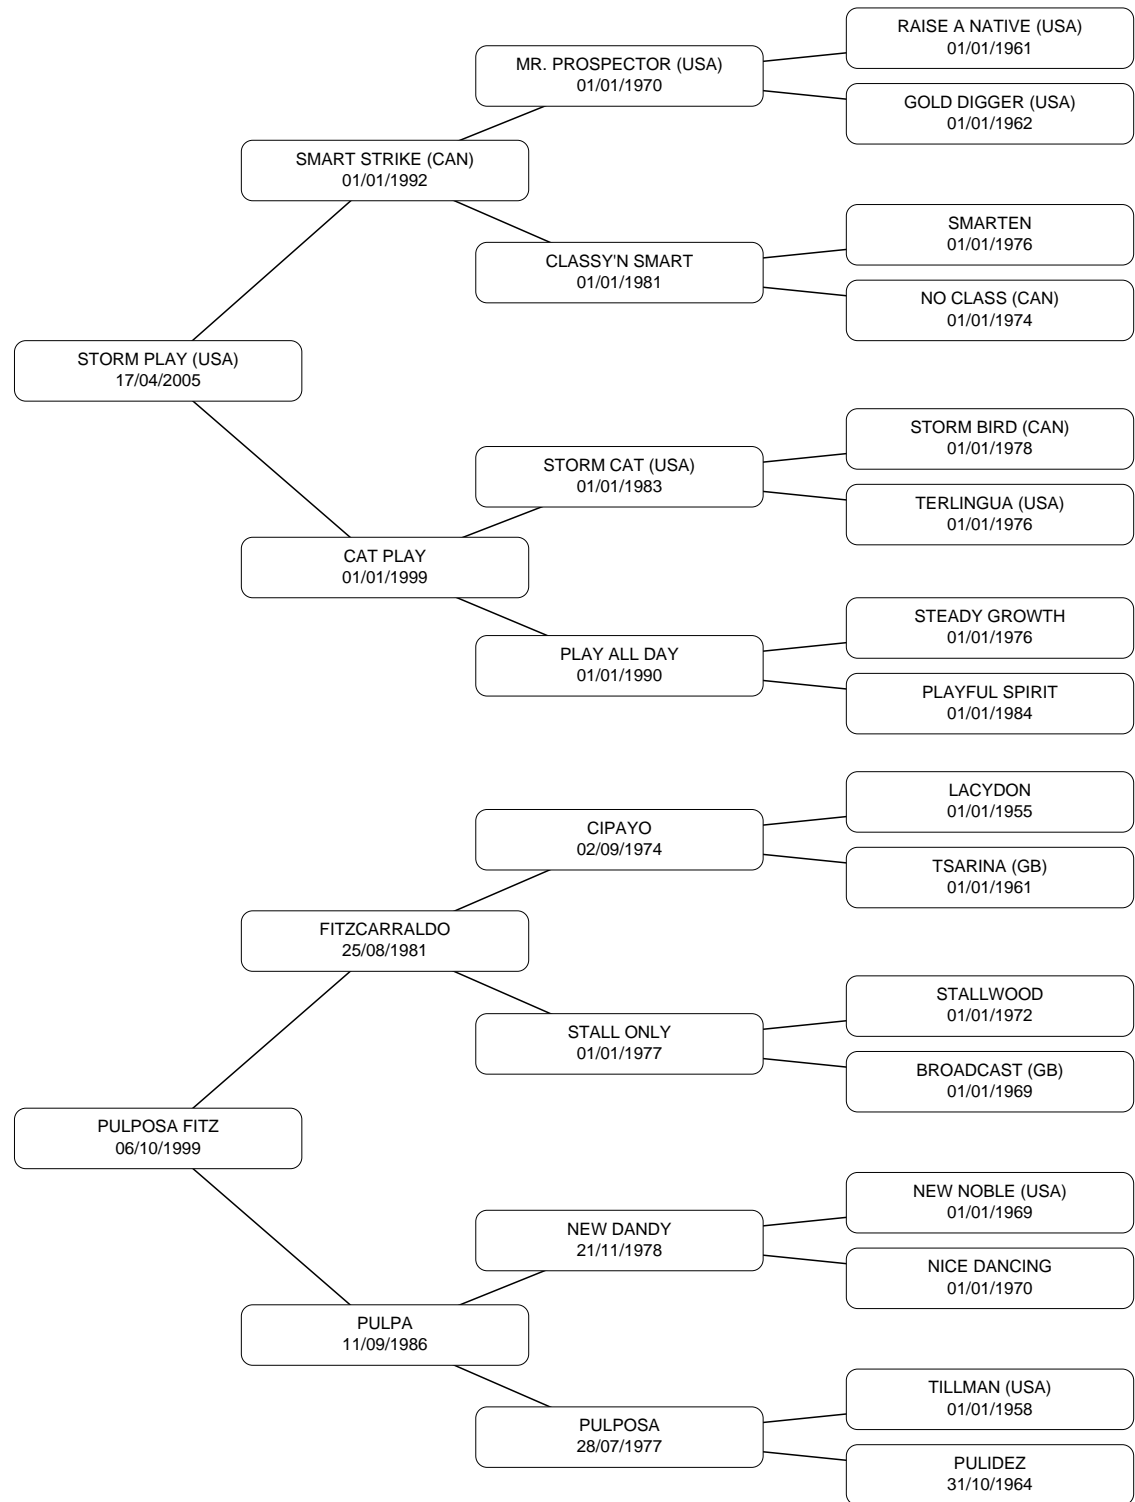 RAISE A NATIVE (USA)
01/01/1961
MR. PROSPECTOR (USA)
01/01/1970
GOLD DIGGER (USA)
01/01/1962
SMART STRIKE (CAN)
01/01/1992
SMARTEN
01/01/1976
CLASSY'N SMART
01/01/1981
NO CLASS (CAN)
01/01/1974
STORM PLAY (USA)
17/04/2005
STORM BIRD (CAN)
01/01/1978
STORM CAT (USA)
01/01/1983
TERLINGUA (USA)
01/01/1976
CAT PLAY
01/01/1999
STEADY GROWTH
01/01/1976
PLAY ALL DAY
01/01/1990
PLAYFUL SPIRIT
01/01/1984
LACYDON
01/01/1955
CIPAYO
02/09/1974
TSARINA (GB)
01/01/1961
FITZCARRALDO
25/08/1981
STALLWOOD
01/01/1972
STALL ONLY
01/01/1977
BROADCAST (GB)
01/01/1969
PULPOSA FITZ
06/10/1999
NEW NOBLE (USA)
01/01/1969
NEW DANDY
21/11/1978
NICE DANCING
01/01/1970
PULPA
11/09/1986
TILLMAN (USA)
01/01/1958
PULPOSA
28/07/1977
PULIDEZ
31/10/1964